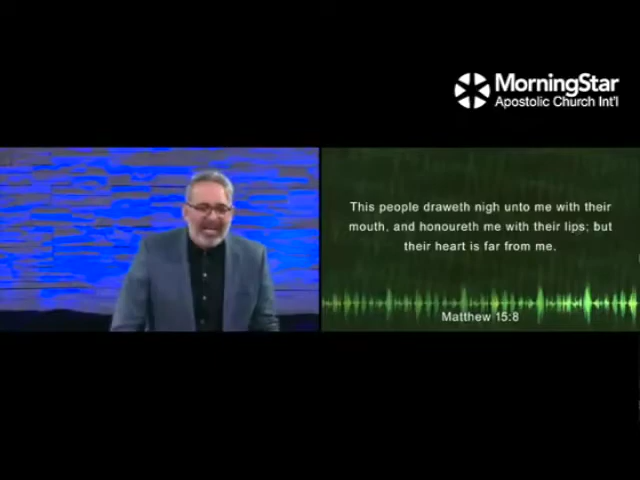 MorningStar
Apostolic Church Int'l
This people draweth nigh unto me with their
mouth, and honoureth me with their lips; but
their heart is far from me.
Matthew 15:8